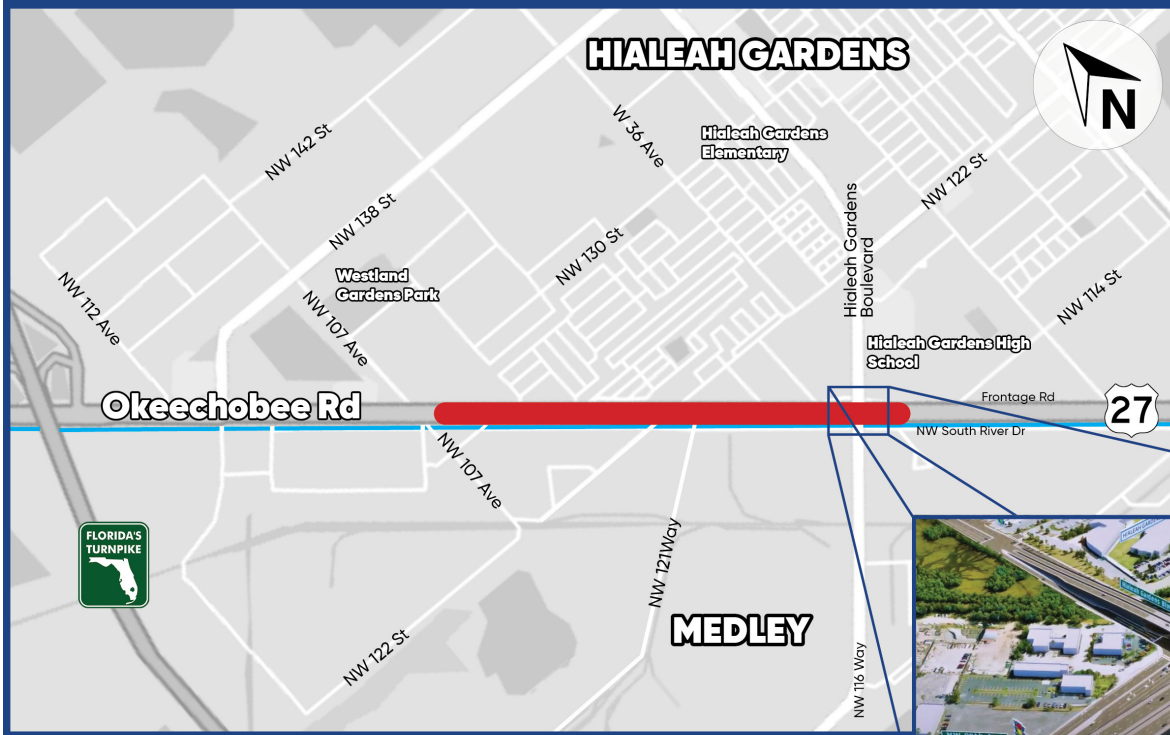 HIALEAH GARDENS
N
NW 142 St
W 36 Ave
Hialeah Gardens
Elementary
NW 122 St
NW 138 St
Hialeah Gardens
Boulevard
NW 130 St
Westland
Gardens Park
NW 112 Ave
NW 107 Ave
NW 114 St
Hialeah Gardens High
School
Okeechobee Rd
Frontage Rd
27
NW South River Dr
NW 107 Ave
FLORIDA'S
TURNPIKE
NW 121Way
MEDLEY
NW 122 St
NW 116 Way